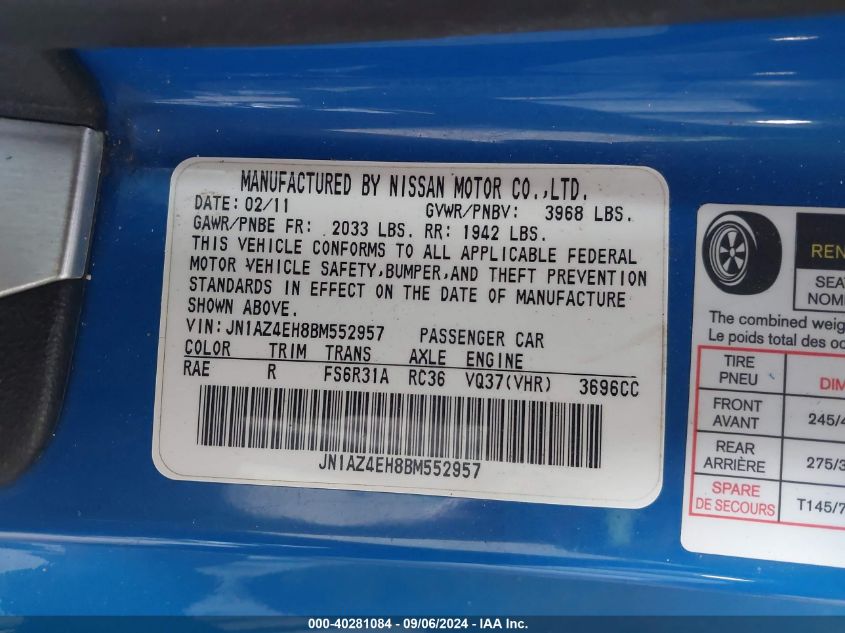 MANUFACTURED BY NISSAN MOTOR CO.,LTD.
DATE: 02/11 GVWR/PNBV: 3968 LBS.
GAWR/PNBE FR: 2033 LBS. RR: 1942 LBS.
THIS VEHICLE CONFORMS TO ALL APPLICABLE FEDERAL
MOTOR VEHICLE SAFETY,BUMPER,AND THEFT PREVENTION
STANDARDS IN EFFECT ON THE DATE OF MANUFACTURE
SHOWN ABOVE.
VIN:JN1AZ4EH8BM552957 PASSENGER CAR
COLOR TRIM TRANS AXLE ENGINE
RAE R FS6R31A RC36 VQ37(VHR) 3696CC
JN1AZ4EH8BM552957
The combined
Le poids total des
TIRE
PNEU
FRONT
AVANT
REAR
ARRIÈRE
SPARE
DE SECOURS
000-40281084 - 09/06/2024 - IAA Inc.